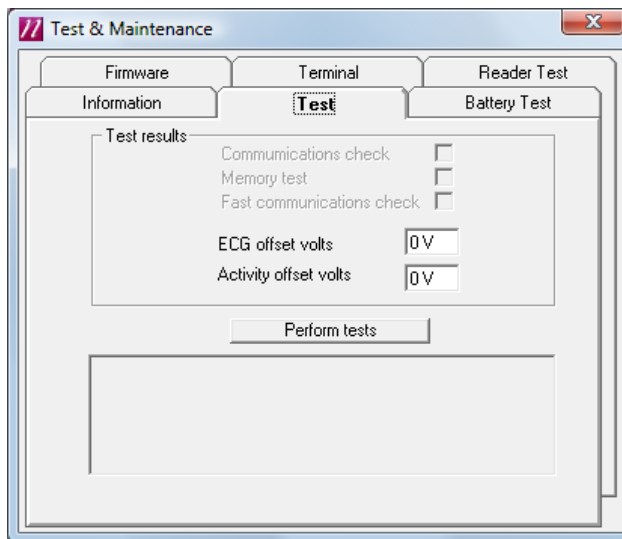 Test & Maintenance
Firmware Terminal Reader Test
Information Test Battery Test
Test results
Commumications check
Memory test
Fast communications check
ECG offset volts 0 V
Activity offset volts 0 V
Perform tests